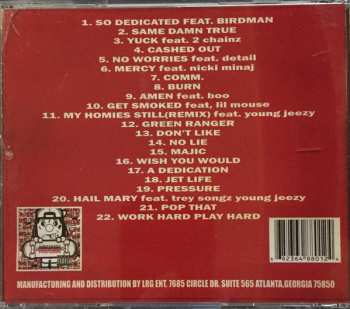 1. SO DEDICATED FEAT. BIRDMAN
2. SAME DAMN TRUE
3. YUCK feat. 2 chainz
4. CASHED OUT
5. NO WORRIES feat. detail
6. MERCY feat. nicki minaj
7. COMM.
8. BURN
9. AMEN feat. boo
10. GET SMOKED feat, lil mouse
11. MY HOMIES STILL(REMIX) feat. young jeezy
12. GREEN RANGER
13. DON'T LIKE
14. NO LIE
15. MAJIC
16. WISH YOU WOULD
17. A DEDICATION
18. JET LIFE
19. PRESSURE
20. HAIL MARY feat. trey songz young jeezy
21. POP THAT
22. WORK HARD PLAY HARD
MANUFACTORING AND DISTRIBUTION BY LRG ENT. 7685 CIRCLE DR. SUITE 565 ATLANTA,GEORGIA 75850